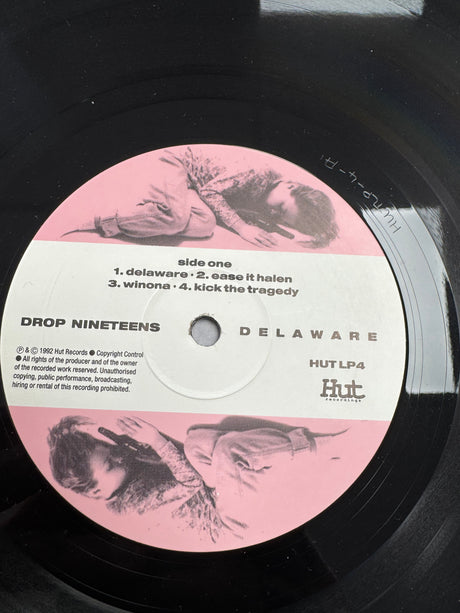 side one
1. delaware • 2. ease it halen
3. winona • 4. kick the tragedy
DROP NINETEENS
DELAWARE
℗ & © 1992 Hut Records ● Copyright Control
● All rights of the producer and of the owner
of the recorded work reserved. Unauthorised
copying, public performance, broadcasting,
hiring or rental of this recording prohibited.
HUT LP4
Hut
recordings